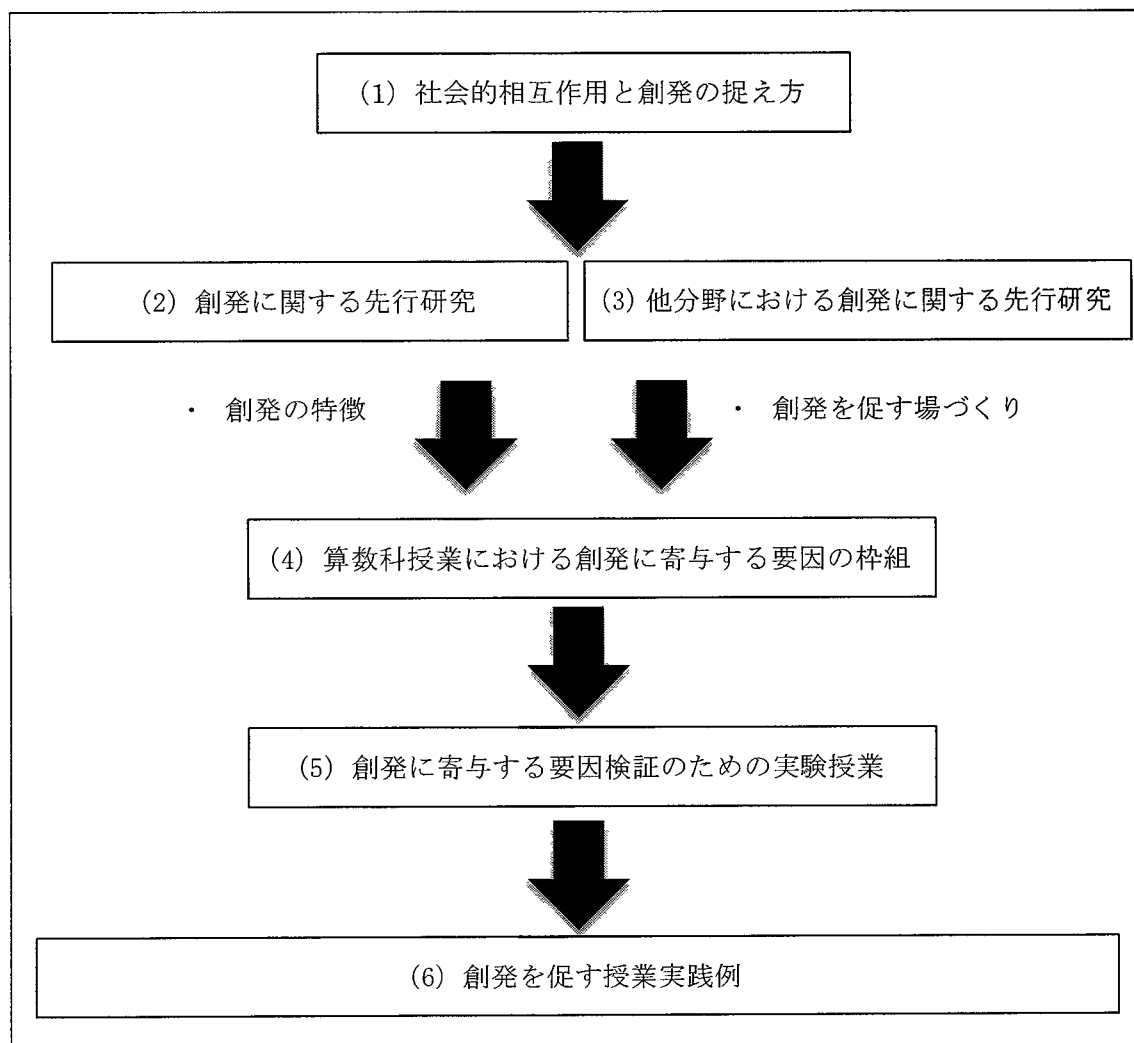 (1) 社会的相互作用と創発の捉え方
(2) 創発に関する先行研究
(3) 他分野における創発に関する先行研究
・ 創発の特徴
・ 創発を促す場づくり
(4) 算数科授業における創発に寄与する要因の枠組
(5) 創発に寄与する要因検証のための実験授業
(6) 創発を促す授業実践例